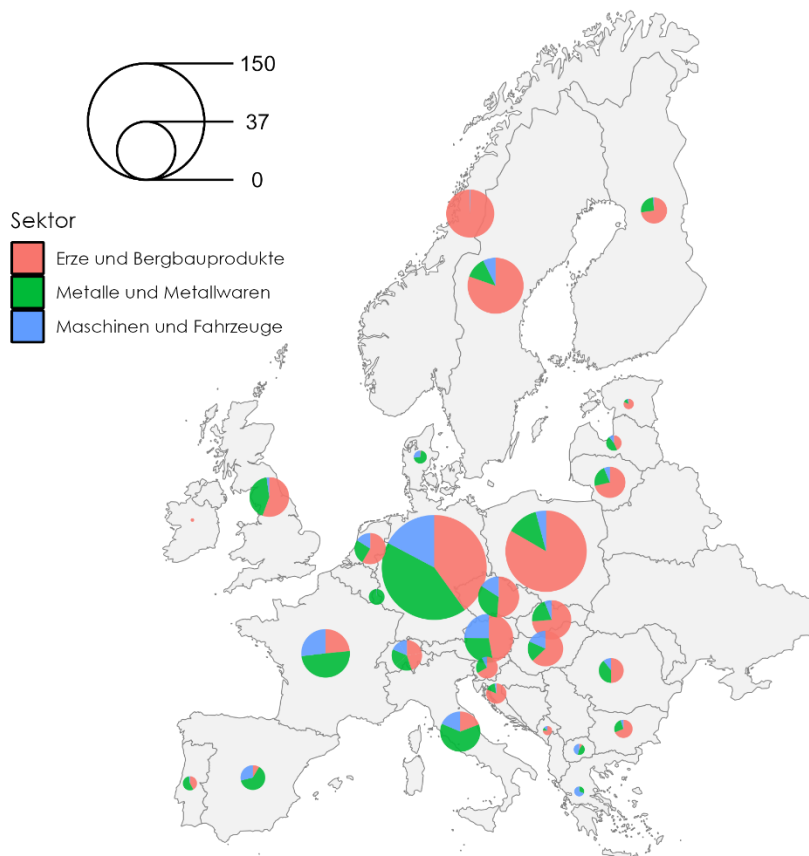 150
37
0
Sektor
Erze und Bergbauprodukte
Metalle und Metallwaren
Maschinen und Fahrzeuge